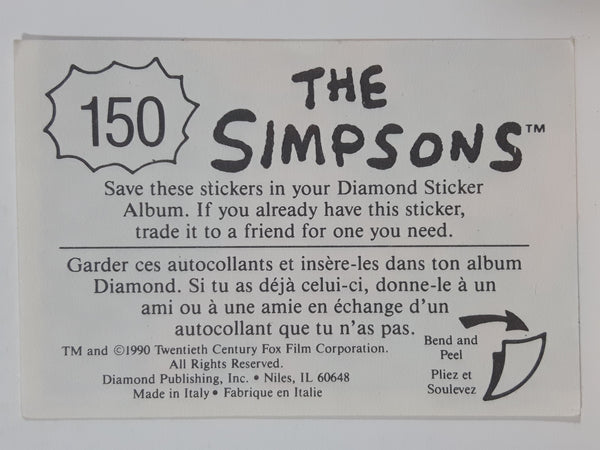 150
THE
SIMPSONS™
Save these stickers in your Diamond Sticker
Album. If you already have this sticker,
trade it to a friend for one you need.
Garder ces autocollants et insère-les dans ton album
Diamond. Si tu as déjà celui-ci, donne-le à un
ami ou à une amie en échange d'un
autocollant que tu n'as pas.
TM and ©1990 Twentieth Century Fox Film Corporation.
All Rights Reserved.
Diamond Publishing, Inc. • Niles, IL 60648
Made in Italy • Fabrique en Italie
Bend and
Peel
Pliez et
Soulevez